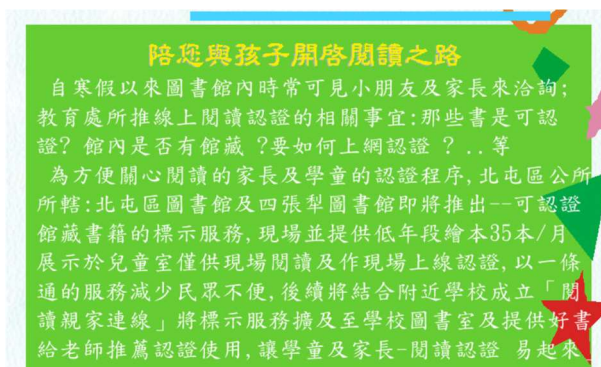 陪您與孩子開啓閱讀之路
自寒假以來圖書館內時常可見小朋友及家長來洽詢;
教育處所推線上閱讀認證的相關事宜:那些書是可認
證? 館內是否有館藏 ?要如何上網認證 ? ..等
為方便關心閱讀的家長及學童的認證程序,北屯區公所
所轄:北屯區圖書館及四張犁圖書館即將推出--可認證
館藏書籍的標示服務,現場並提供低年段繪本35本/月
展示於兒童室僅供現場閱讀及作現場上線認證,以一條
通的服務減少民眾不便,後續將結合附近學校成立「閱
讀親家連線」將標示服務擴及至學校圖書室及提供好書
給老師推薦認證使用,讓學童及家長-閱讀認證 易起來